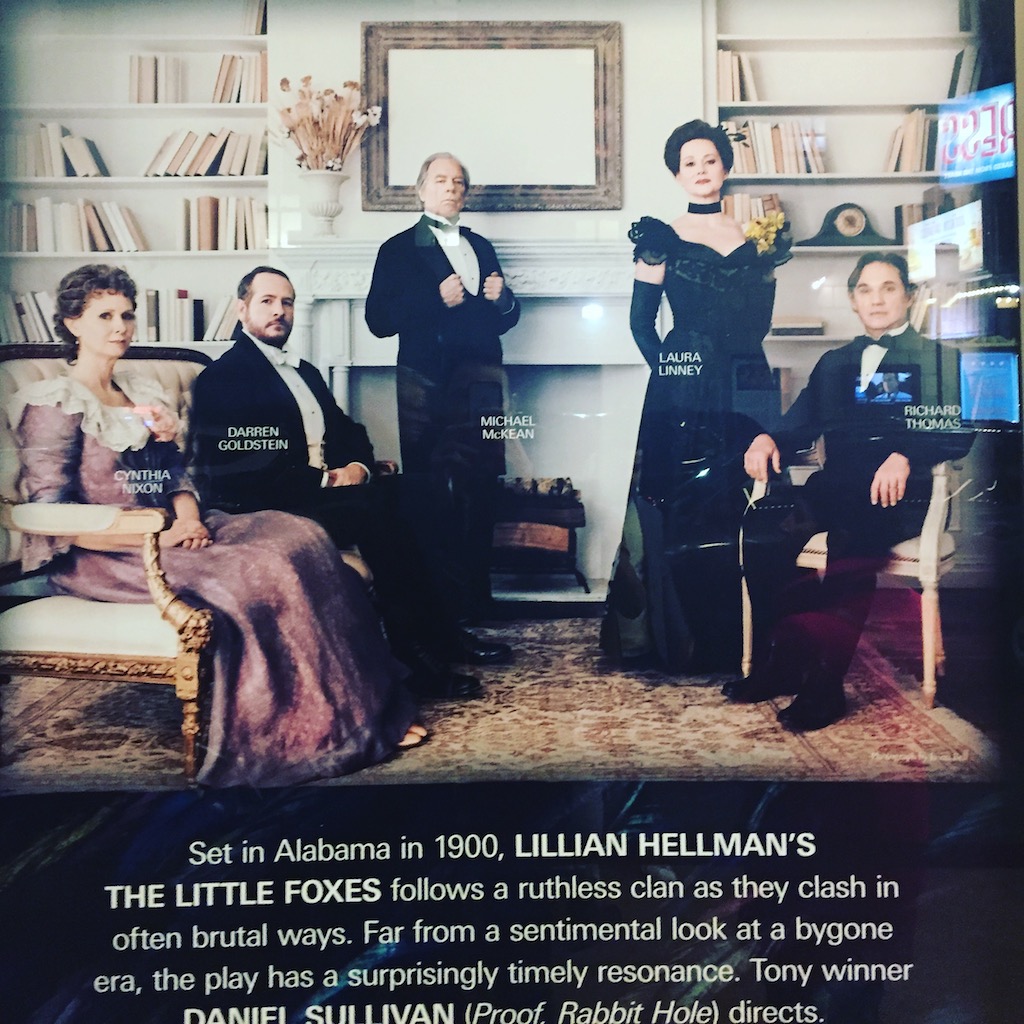 LAURA
LINNEY
RICHARD
THOMAS
MICHAEL
McKEAN
DARREN
GOLDSTEIN
CYNTHIA
NIXON
Set in Alabama in 1900, LILLIAN HELLMAN'S
THE LITTLE FOXES follows a ruthless clan as they clash in
often brutal ways. Far from a sentimental look at a bygone
era, the play has a surprisingly timely resonance. Tony winner
DANIEL SULLIVAN (Proof, Rabbit Hole) directs.